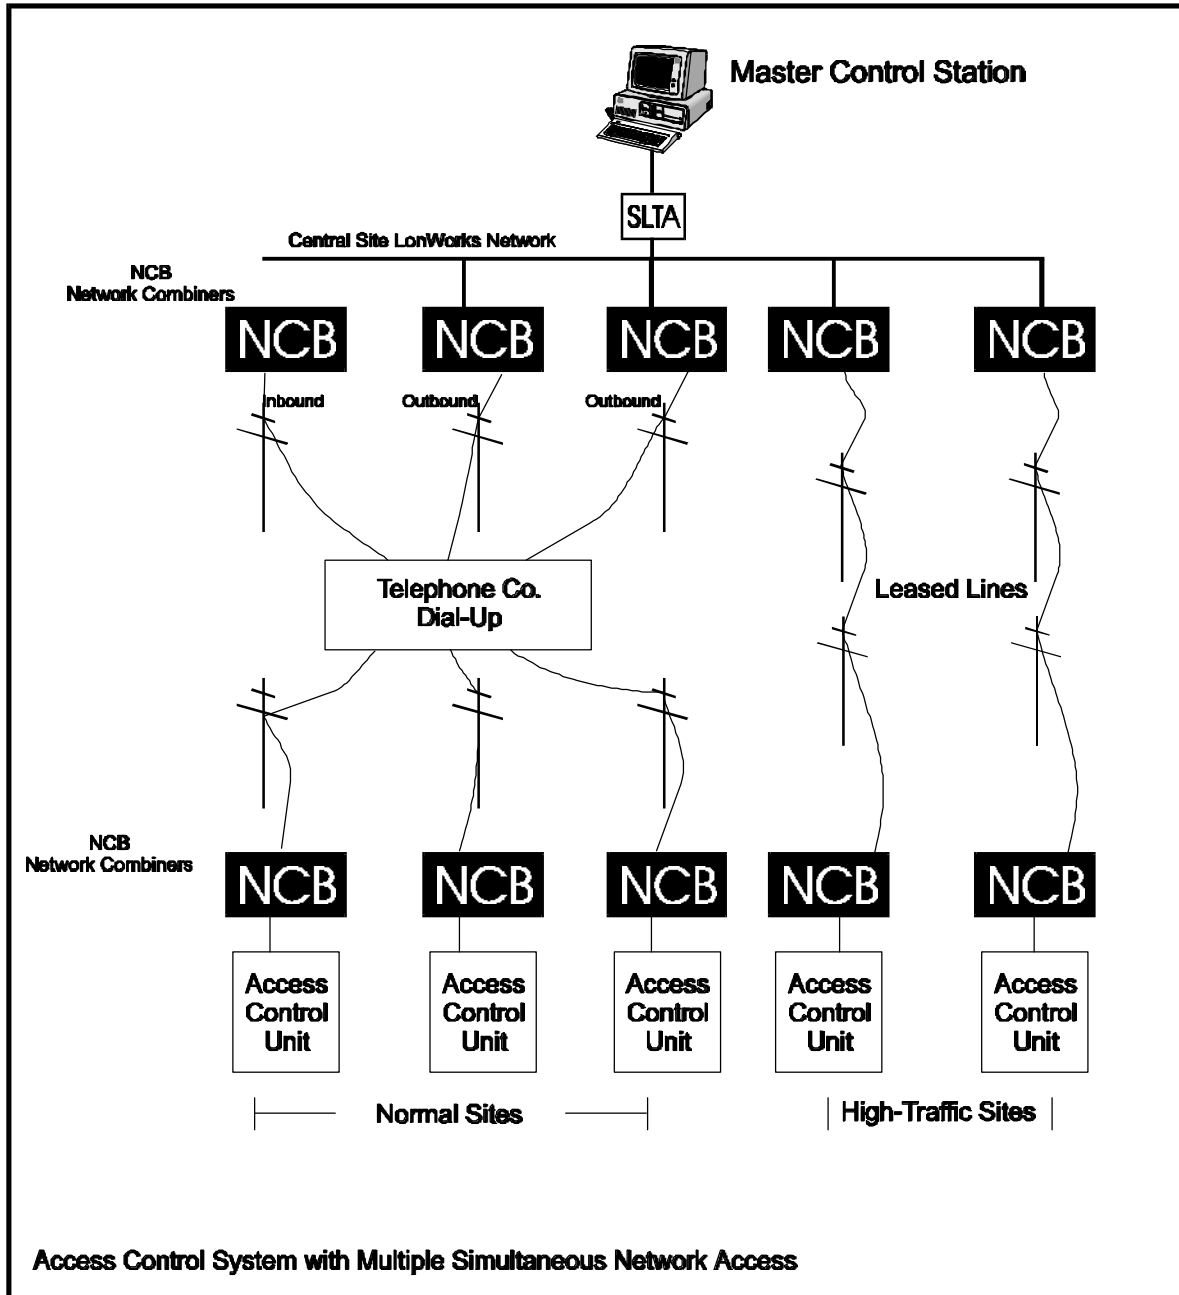 Master Control Station
SLTA
Central Site LonWorks Network
NCB
Network Combiners
NCB NCB NCB NCB NCB
Inbound Outbound Outbound
Telephone Co.
Dial-Up
Leased Lines
NCB
Network Combiners
NCB NCB NCB NCB NCB
Access Access Access Access Access
Control Control Control Control Control
Unit Unit Unit Unit Unit
Normal Sites High-Traffic Sites
Access Control System with Multiple Simultaneous Network Access